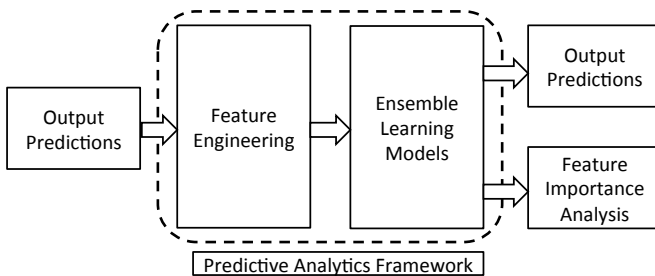 Output
Predictions
Feature
Engineering
Ensemble
Learning
Models
Output
Predictions
Feature
Importance
Analysis
Predictive Analytics Framework